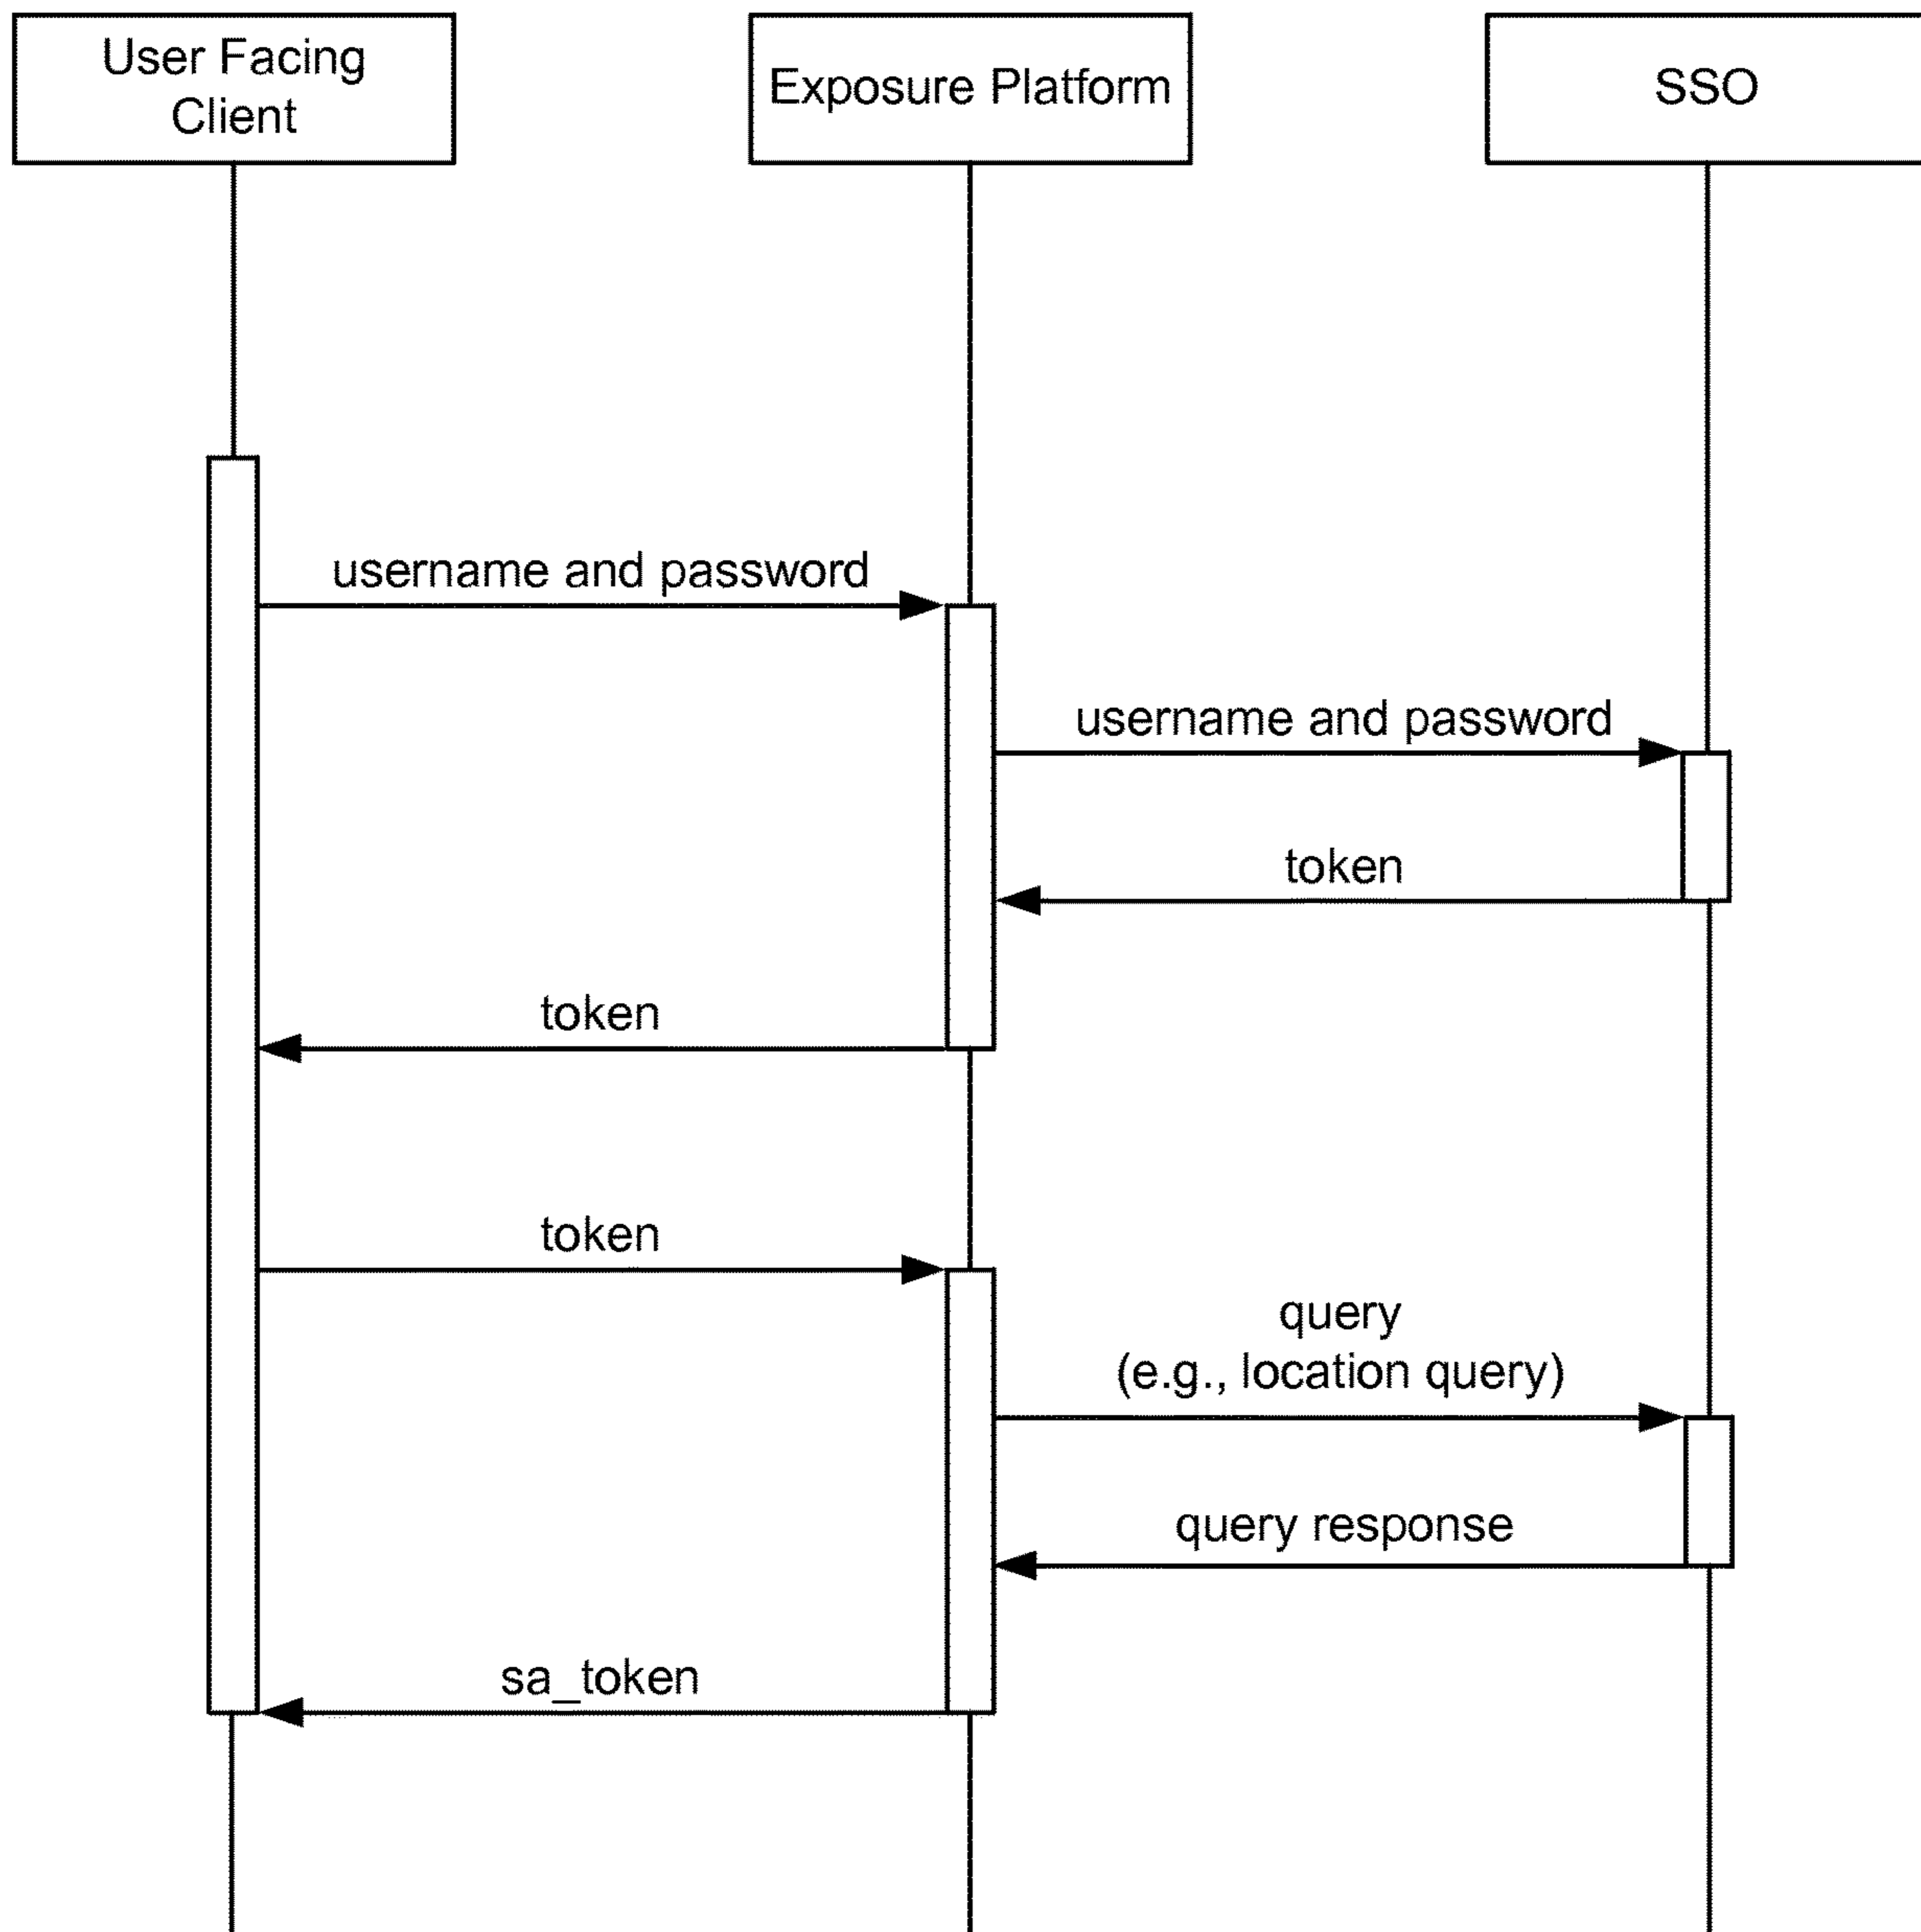 User Facing
Client
Exposure Platform
SSO
username and password
username and password
token
token
token
query
(e.g., location query)
query response
sa_token